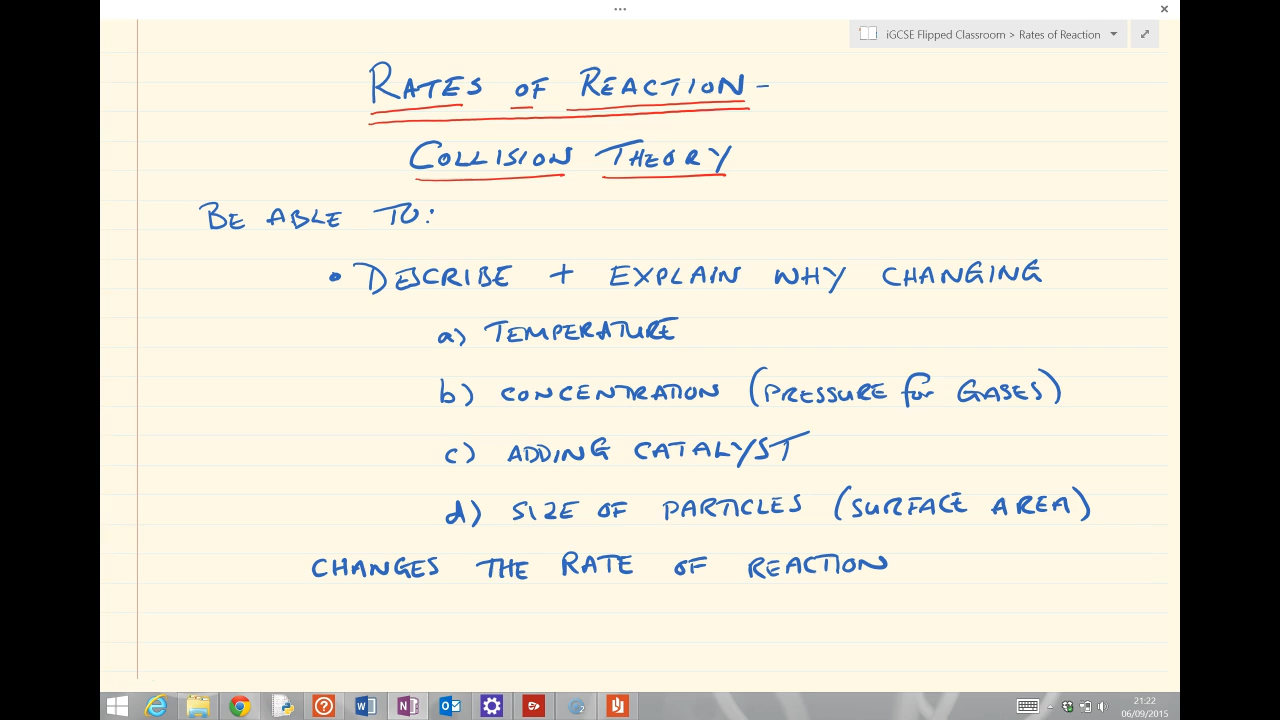 iGCSE Flipped Classroom > Rates of Reaction
RATES OF REACTION -
COLLISION THEORY
BE ABLE TO:
• DESCRIBE + EXPLAIN WHY CHANGING
a) TEMPERATURE
b) CONCENTRATION (PRESSURE for GASES)
c) ADDING CATALYST
d) SIZE OF PARTICLES (SURFACE AREA)
CHANGES THE RATE OF REACTION
21:22
06/09/2015